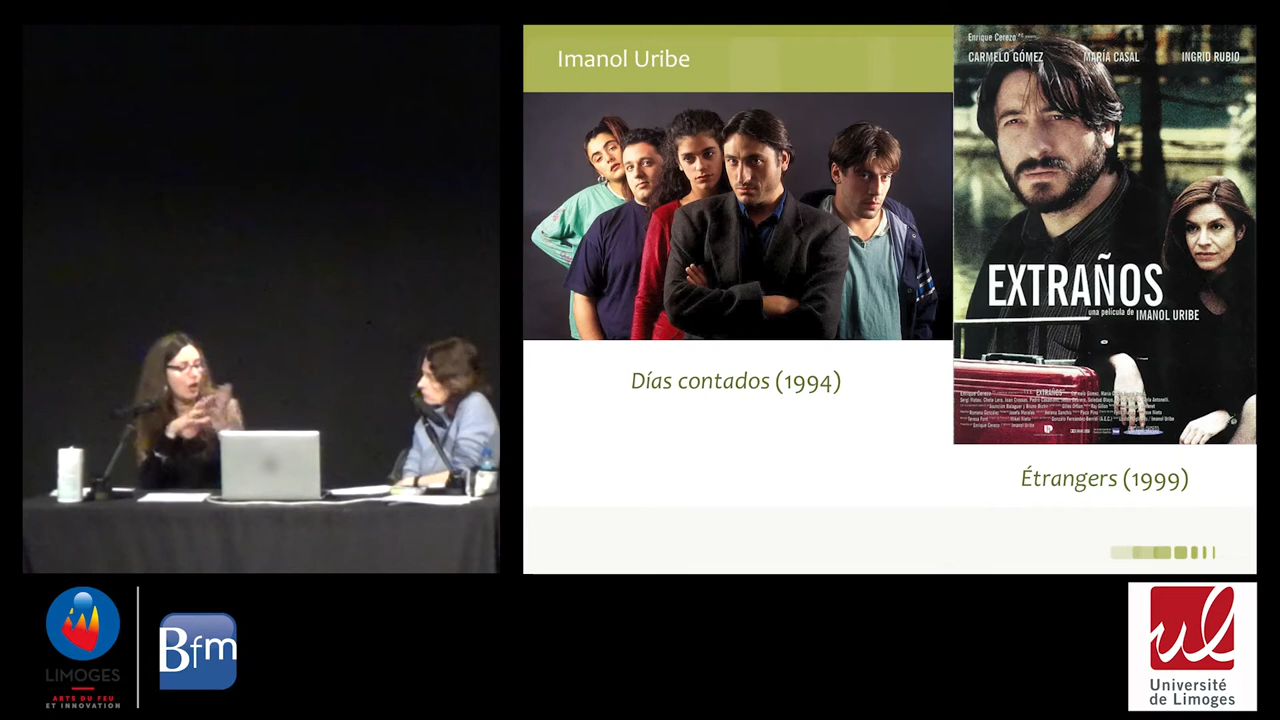 Imanol Uribe
Enrique Cerezo
CARMELO GÓMEZ
MARÍA CASAL
INGRID RUBIO
EXTRAÑOS
una película de IMANOL URIBE
Días contados (1994)
Étrangers (1999)
LIMOGES
ARTS DU FEU
ET INNOVATION
Bfm
ul
Université
de Limoges